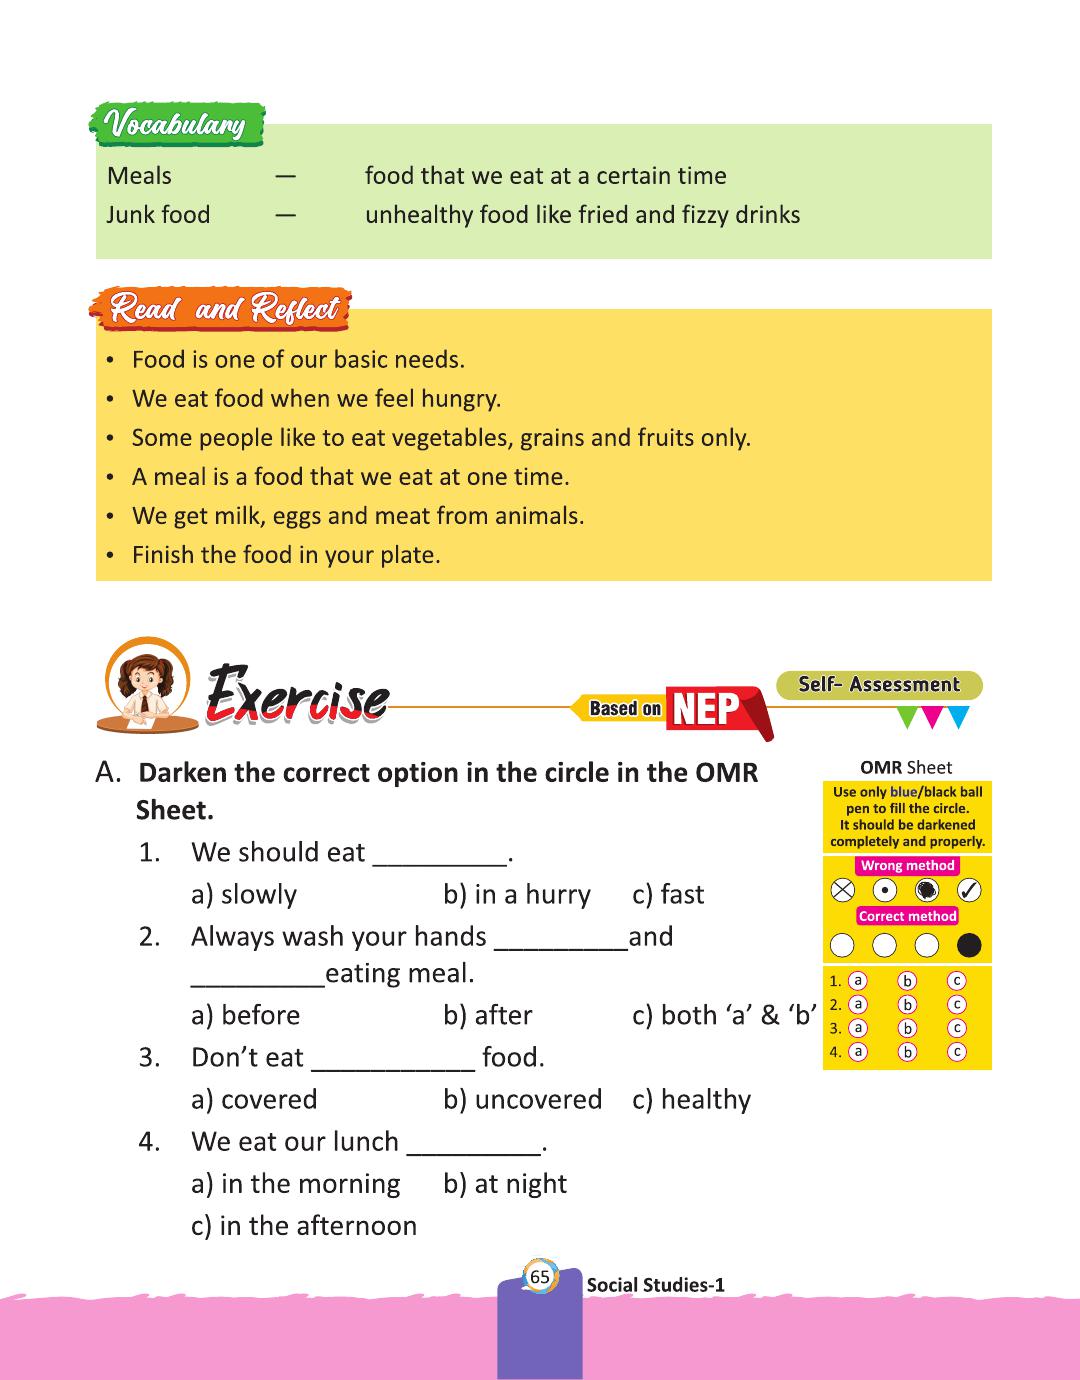 Vocabulary
Meals — food that we eat at a certain time
Junk food — unhealthy food like fried and fizzy drinks
Read and Reflect
• Food is one of our basic needs.
• We eat food when we feel hungry.
• Some people like to eat vegetables, grains and fruits only.
• A meal is a food that we eat at one time.
• We get milk, eggs and meat from animals.
• Finish the food in your plate.
Exercise
Based on NEP
Self- Assessment
A. Darken the correct option in the circle in the OMR
Sheet.
1. We should eat _________.
a) slowly b) in a hurry c) fast
2. Always wash your hands _________and
_________eating meal.
a) before b) after c) both ‘a’ & ‘b’
3. Don’t eat ___________ food.
a) covered b) uncovered c) healthy
4. We eat our lunch _________.
a) in the morning b) at night
c) in the afternoon
OMR Sheet
Use only blue/black ball
pen to fill the circle.
It should be darkened
completely and properly.
Wrong method
Correct method
1. a b c
2. a b c
3. a b c
4. a b c
65
Social Studies-1